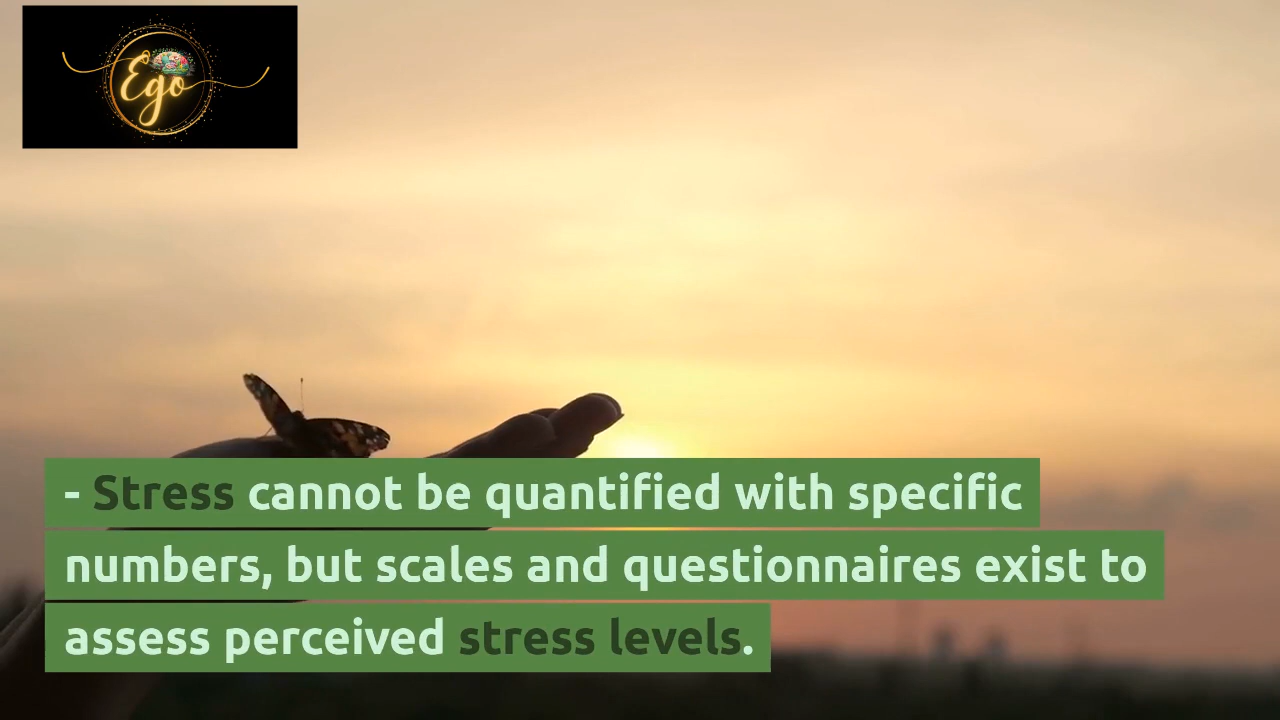 Ego
- Stress cannot be quantified with specific
numbers, but scales and questionnaires exist to
assess perceived stress levels.